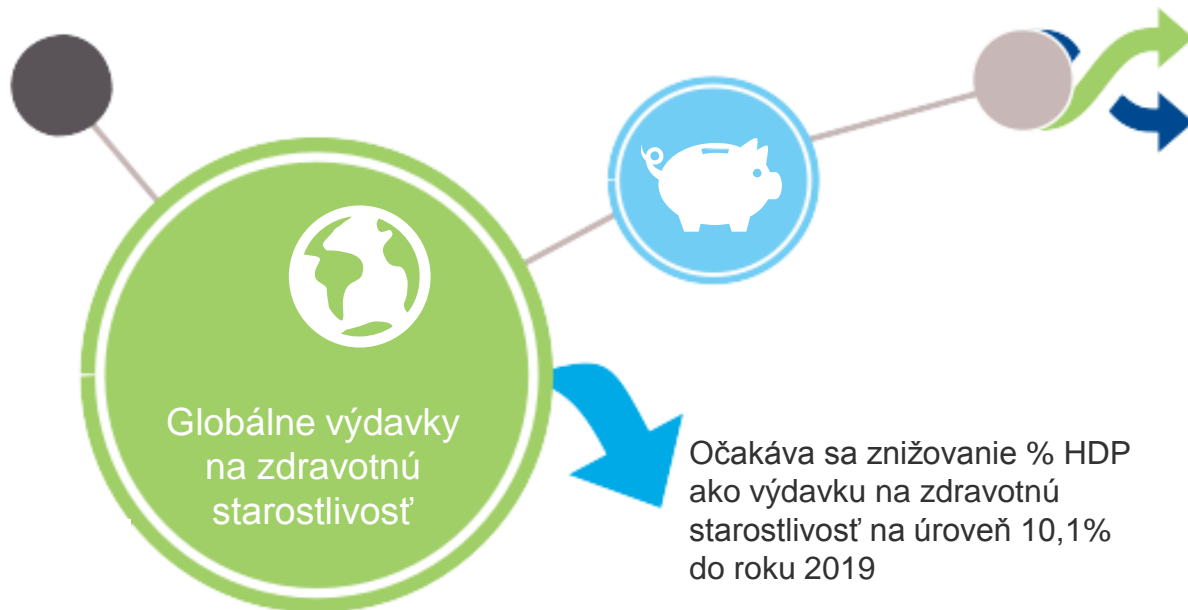 Globálne výdavky
na zdravotnú
starostlivosť
Očakáva sa znižovanie % HDP
ako výdavku na zdravotnú
starostlivosť na úroveň 10,1%
do roku 2019